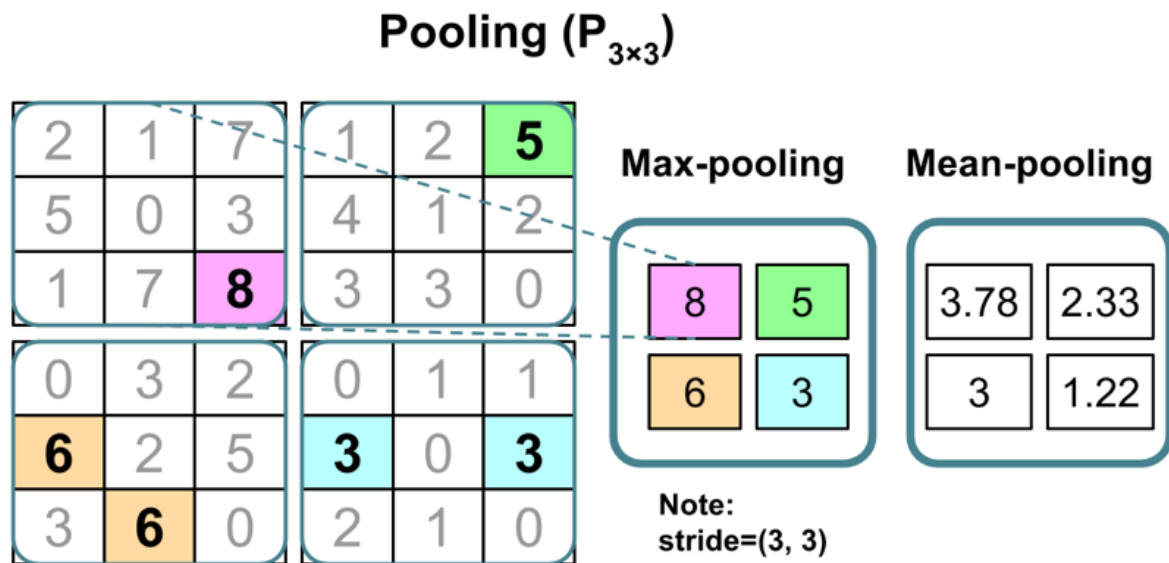 Pooling (P3×3)
2 1 7 1 2 5
5 0 3 4 1 2
1 7 8 3 3 0
0 3 2 0 1 1
6 2 5 3 0 3
3 6 0 2 1 0
Max-pooling
8 5
6 3
Mean-pooling
3.78 2.33
3 1.22
Note:
stride=(3, 3)